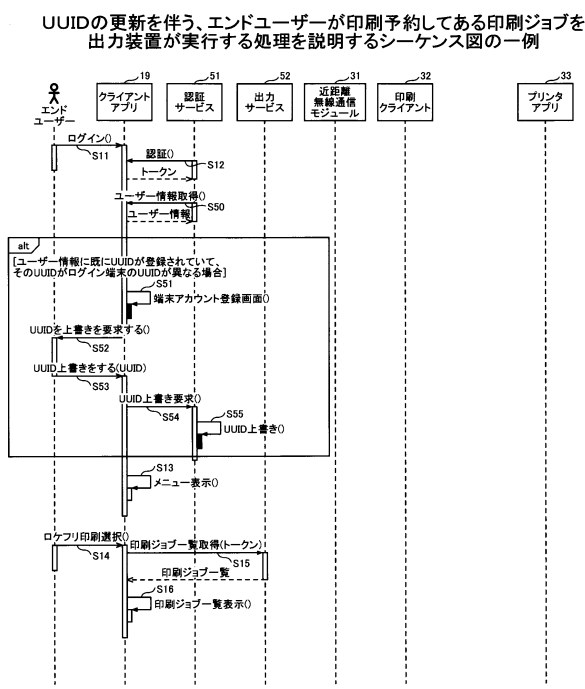 UUIDの更新を伴う、エンドユーザーが印刷予約してある印刷ジョブを
出力装置が実行する処理を説明するシーケンス図の一例
19
51
52
31
32
33
エンド
ユーザー
クライアント
アプリ
認証
サービス
出力
サービス
近距離
無線通信
モジュール
印刷
クライアント
プリンタ
アプリ
ログイン()
S11
認証()
S12
トークン
ユーザー情報取得()
S50
ユーザー情報
alt
[ユーザー情報に既にUUIDが登録されていて、
そのUUIDがログイン端末のUUIDが異なる場合]
S51
端末アカウント登録画面()
UUIDを上書きを要求する()
S52
UUID上書きをする(UUID)
S53
UUID上書き要求()
S54
S55
UUID上書き()
S13
メニュー表示()
ロケフリ印刷選択()
S14
印刷ジョブ一覧取得(トークン)
S15
印刷ジョブ一覧
S16
印刷ジョブ一覧表示()